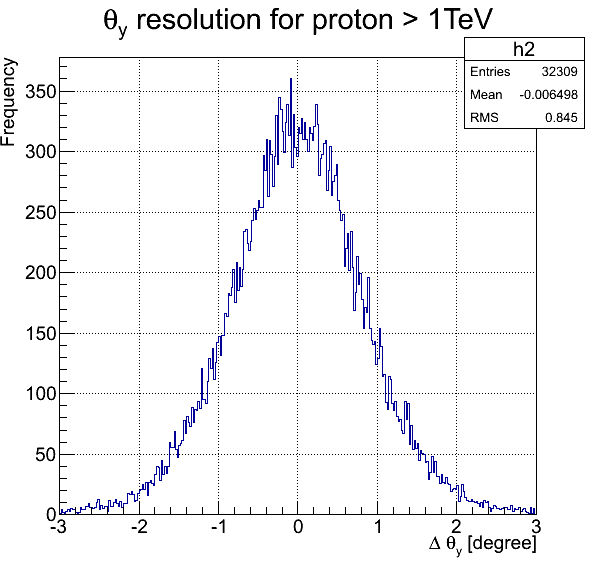 θy resolution for proton > 1TeV
h2
Entries 32309
Mean -0.006498
RMS 0.845
Frequency
350
300
250
200
150
100
50
0
-3 -2 -1 0 1 2 3
Δ θy [degree]